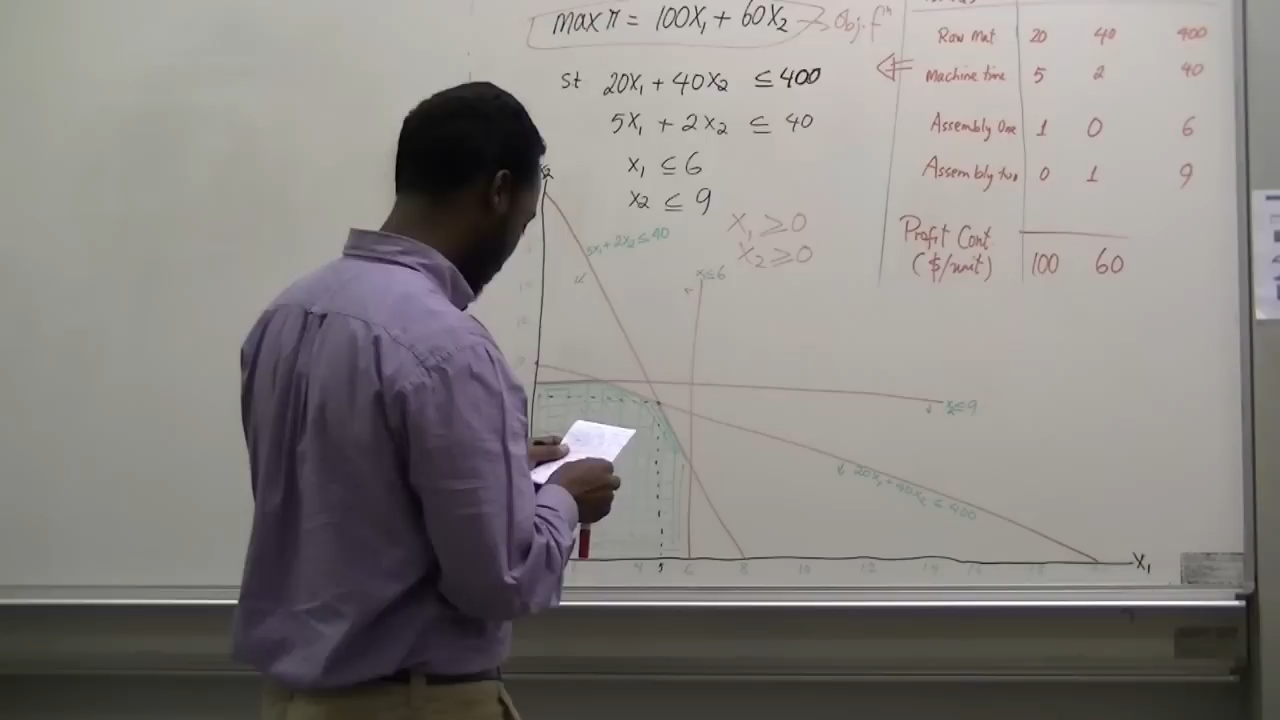 max π = 100X₁ + 60X₂ → Obj. fⁿ
st 20X₁ + 40X₂ ≤ 400
5X₁ + 2X₂ ≤ 40
X₁ ≤ 6
X₂ ≤ 9
X₁ ≥ 0
X₂ ≥ 0
Raw mat 20 40 400
Machine time 5 2 40
Assembly One 1 0 6
Assembly two 0 1 9
Profit Cont. ($/unit) 100 60
5X₁ + 2X₂ ≤ 40
X₁ ≤ 6
X₂ ≤ 9
20X₁ + 40X₂ ≤ 400
4 5 6 8 10 12 14 16
X₁